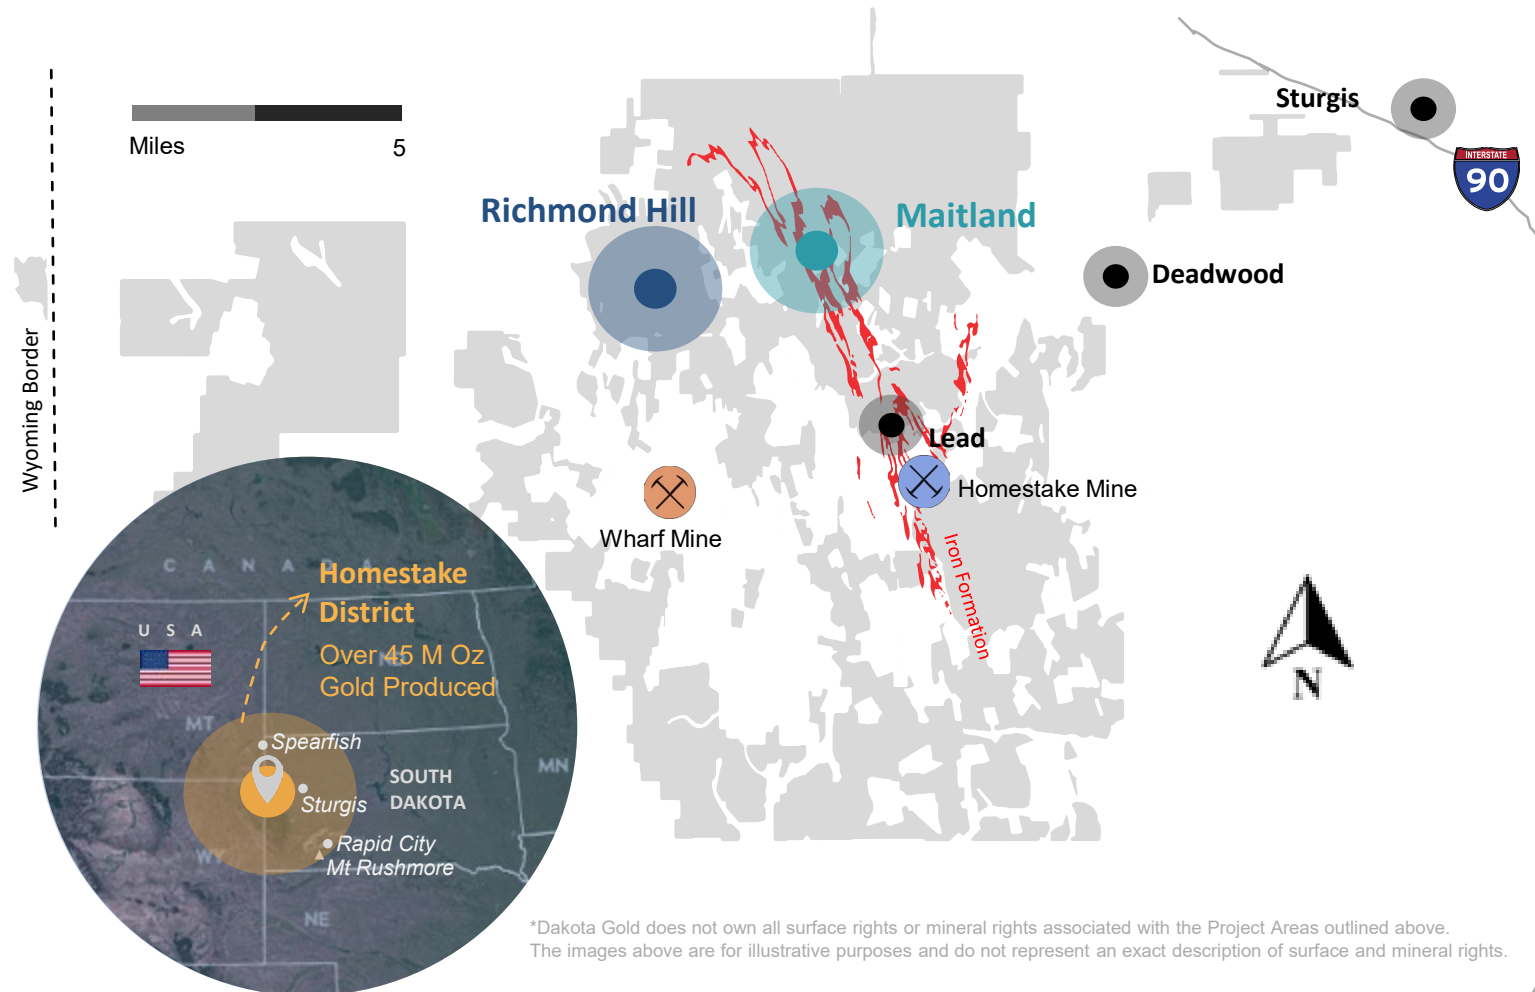 Sturgis
INTERSTATE
90
Miles
5
Richmond Hill
Maitland
Deadwood
Wyoming Border
Lead
Homestake Mine
Wharf Mine
Iron Formation
N
CANADA
Homestake
District
Over 45 M Oz
Gold Produced
USA
ND
MT
Spearfish
SOUTH
DAKOTA
MN
Sturgis
Rapid City
Mt Rushmore
WY
NE
*Dakota Gold does not own all surface rights or mineral rights associated with the Project Areas outlined above.
The images above are for illustrative purposes and do not represent an exact description of surface and mineral rights.